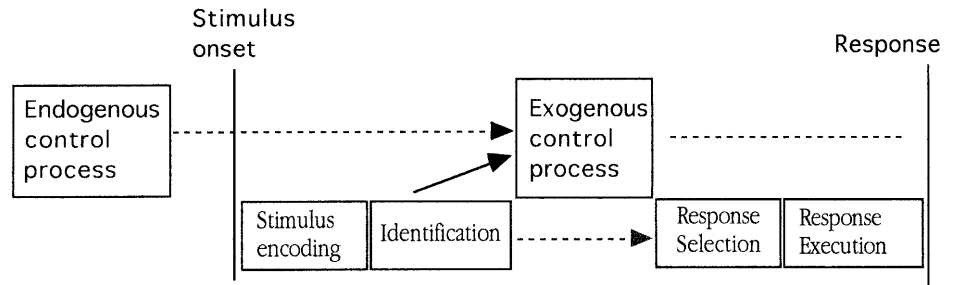 Stimulus
onset
Response
Endogenous
control
process
Exogenous
control
process
Stimulus
encoding
Identification
Response
Selection
Response
Execution